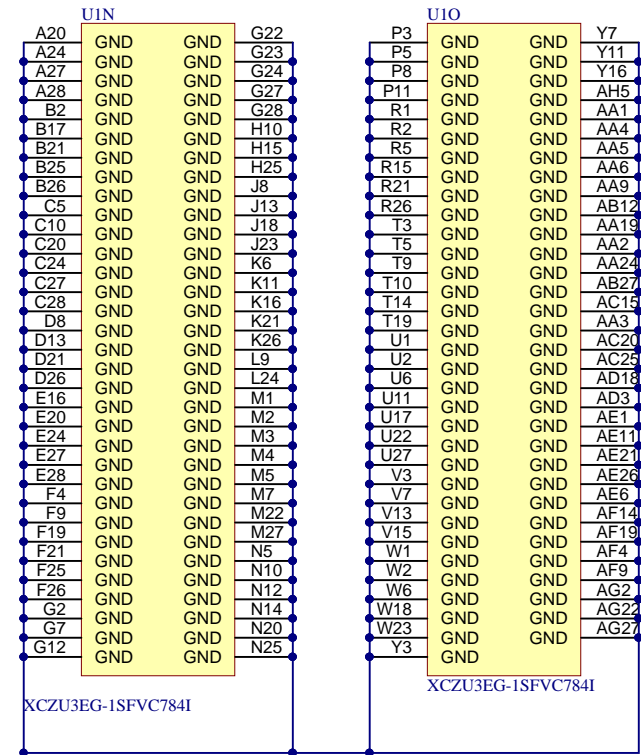 U1N
A20 GND GND G22
A24 GND GND G23
A27 GND GND G24
A28 GND GND G27
B2 GND GND G28
B17 GND GND H10
B21 GND GND H15
B25 GND GND H25
B26 GND GND J8
C5 GND GND J13
C10 GND GND J18
C20 GND GND J23
C24 GND GND K6
C27 GND GND K11
C28 GND GND K16
D8 GND GND K21
D13 GND GND K26
D21 GND GND L9
D26 GND GND L24
E16 GND GND M1
E20 GND GND M2
E24 GND GND M3
E27 GND GND M4
E28 GND GND M5
F4 GND GND M7
F9 GND GND M22
F19 GND GND M27
F21 GND GND N5
F25 GND GND N10
F26 GND GND N12
G2 GND GND N14
G7 GND GND N20
G12 GND GND N25
XCZU3EG-1SFVC784I
U1O
P3 GND GND Y7
P5 GND GND Y11
P8 GND GND Y16
P11 GND GND AH5
R1 GND GND AA1
R2 GND GND AA4
R5 GND GND AA5
R15 GND GND AA6
R21 GND GND AA9
R26 GND GND AB12
T3 GND GND AA19
T5 GND GND AA2
T9 GND GND AA24
T10 GND GND AB27
T14 GND GND AC15
T19 GND GND AA3
U1 GND GND AC20
U2 GND GND AC25
U6 GND GND AD18
U11 GND GND AD3
U17 GND GND AE1
U22 GND GND AE11
U27 GND GND AE21
V3 GND GND AE26
V7 GND GND AE6
V13 GND GND AF14
V15 GND GND AF19
W1 GND GND AF4
W2 GND GND AF9
W6 GND GND AG2
W18 GND GND AG22
W23 GND GND AG27
Y3 GND
XCZU3EG-1SFVC784I